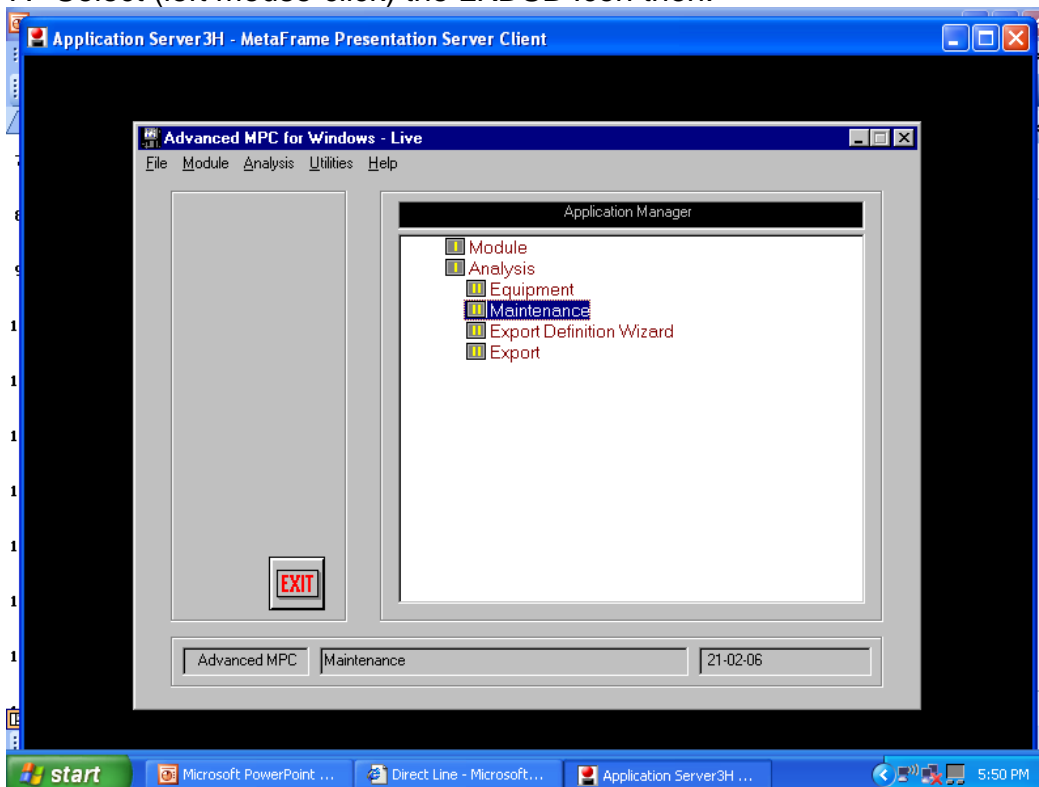 Application Server3H - MetaFrame Presentation Server Client
Advanced MPC for Windows - Live
File Module Analysis Utilities Help
Application Manager
Module
Analysis
Equipment
Maintenance
Export Definition Wizard
Export
EXIT
Advanced MPC Maintenance 21-02-06
start Microsoft PowerPoint ... Direct Line - Microsoft... Application Server3H ... 5:50 PM